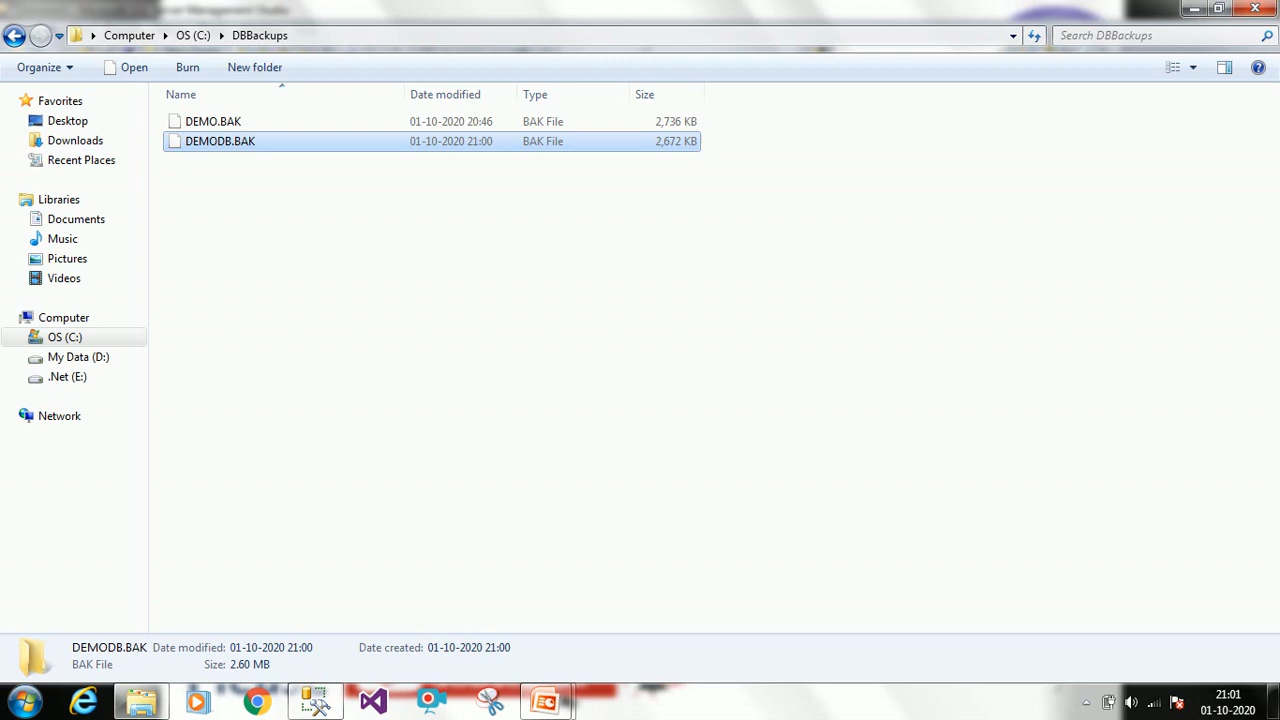 Computer OS (C:) DBBackups Search DBBackups
Organize Open Burn New folder
Name Date modified Type Size
DEMO.BAK 01-10-2020 20:46 BAK File 2,736 KB
DEMODB.BAK 01-10-2020 21:00 BAK File 2,672 KB
Favorites
Desktop
Downloads
Recent Places
Libraries
Documents
Music
Pictures
Videos
Computer
OS (C:)
My Data (D:)
.Net (E:)
Network
DEMODB.BAK Date modified: 01-10-2020 21:00 Date created: 01-10-2020 21:00
BAK File Size: 2.60 MB
21:01
01-10-2020